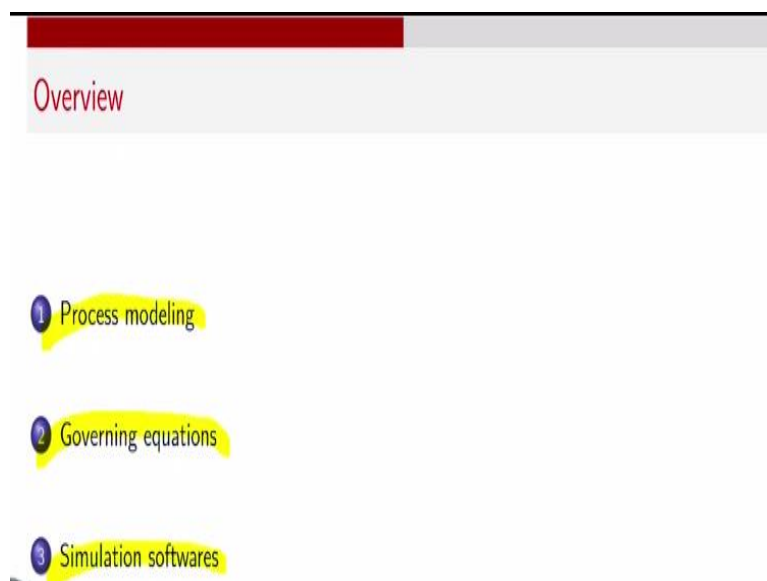 Overview
1 Process modeling
2 Governing equations
3 Simulation softwares